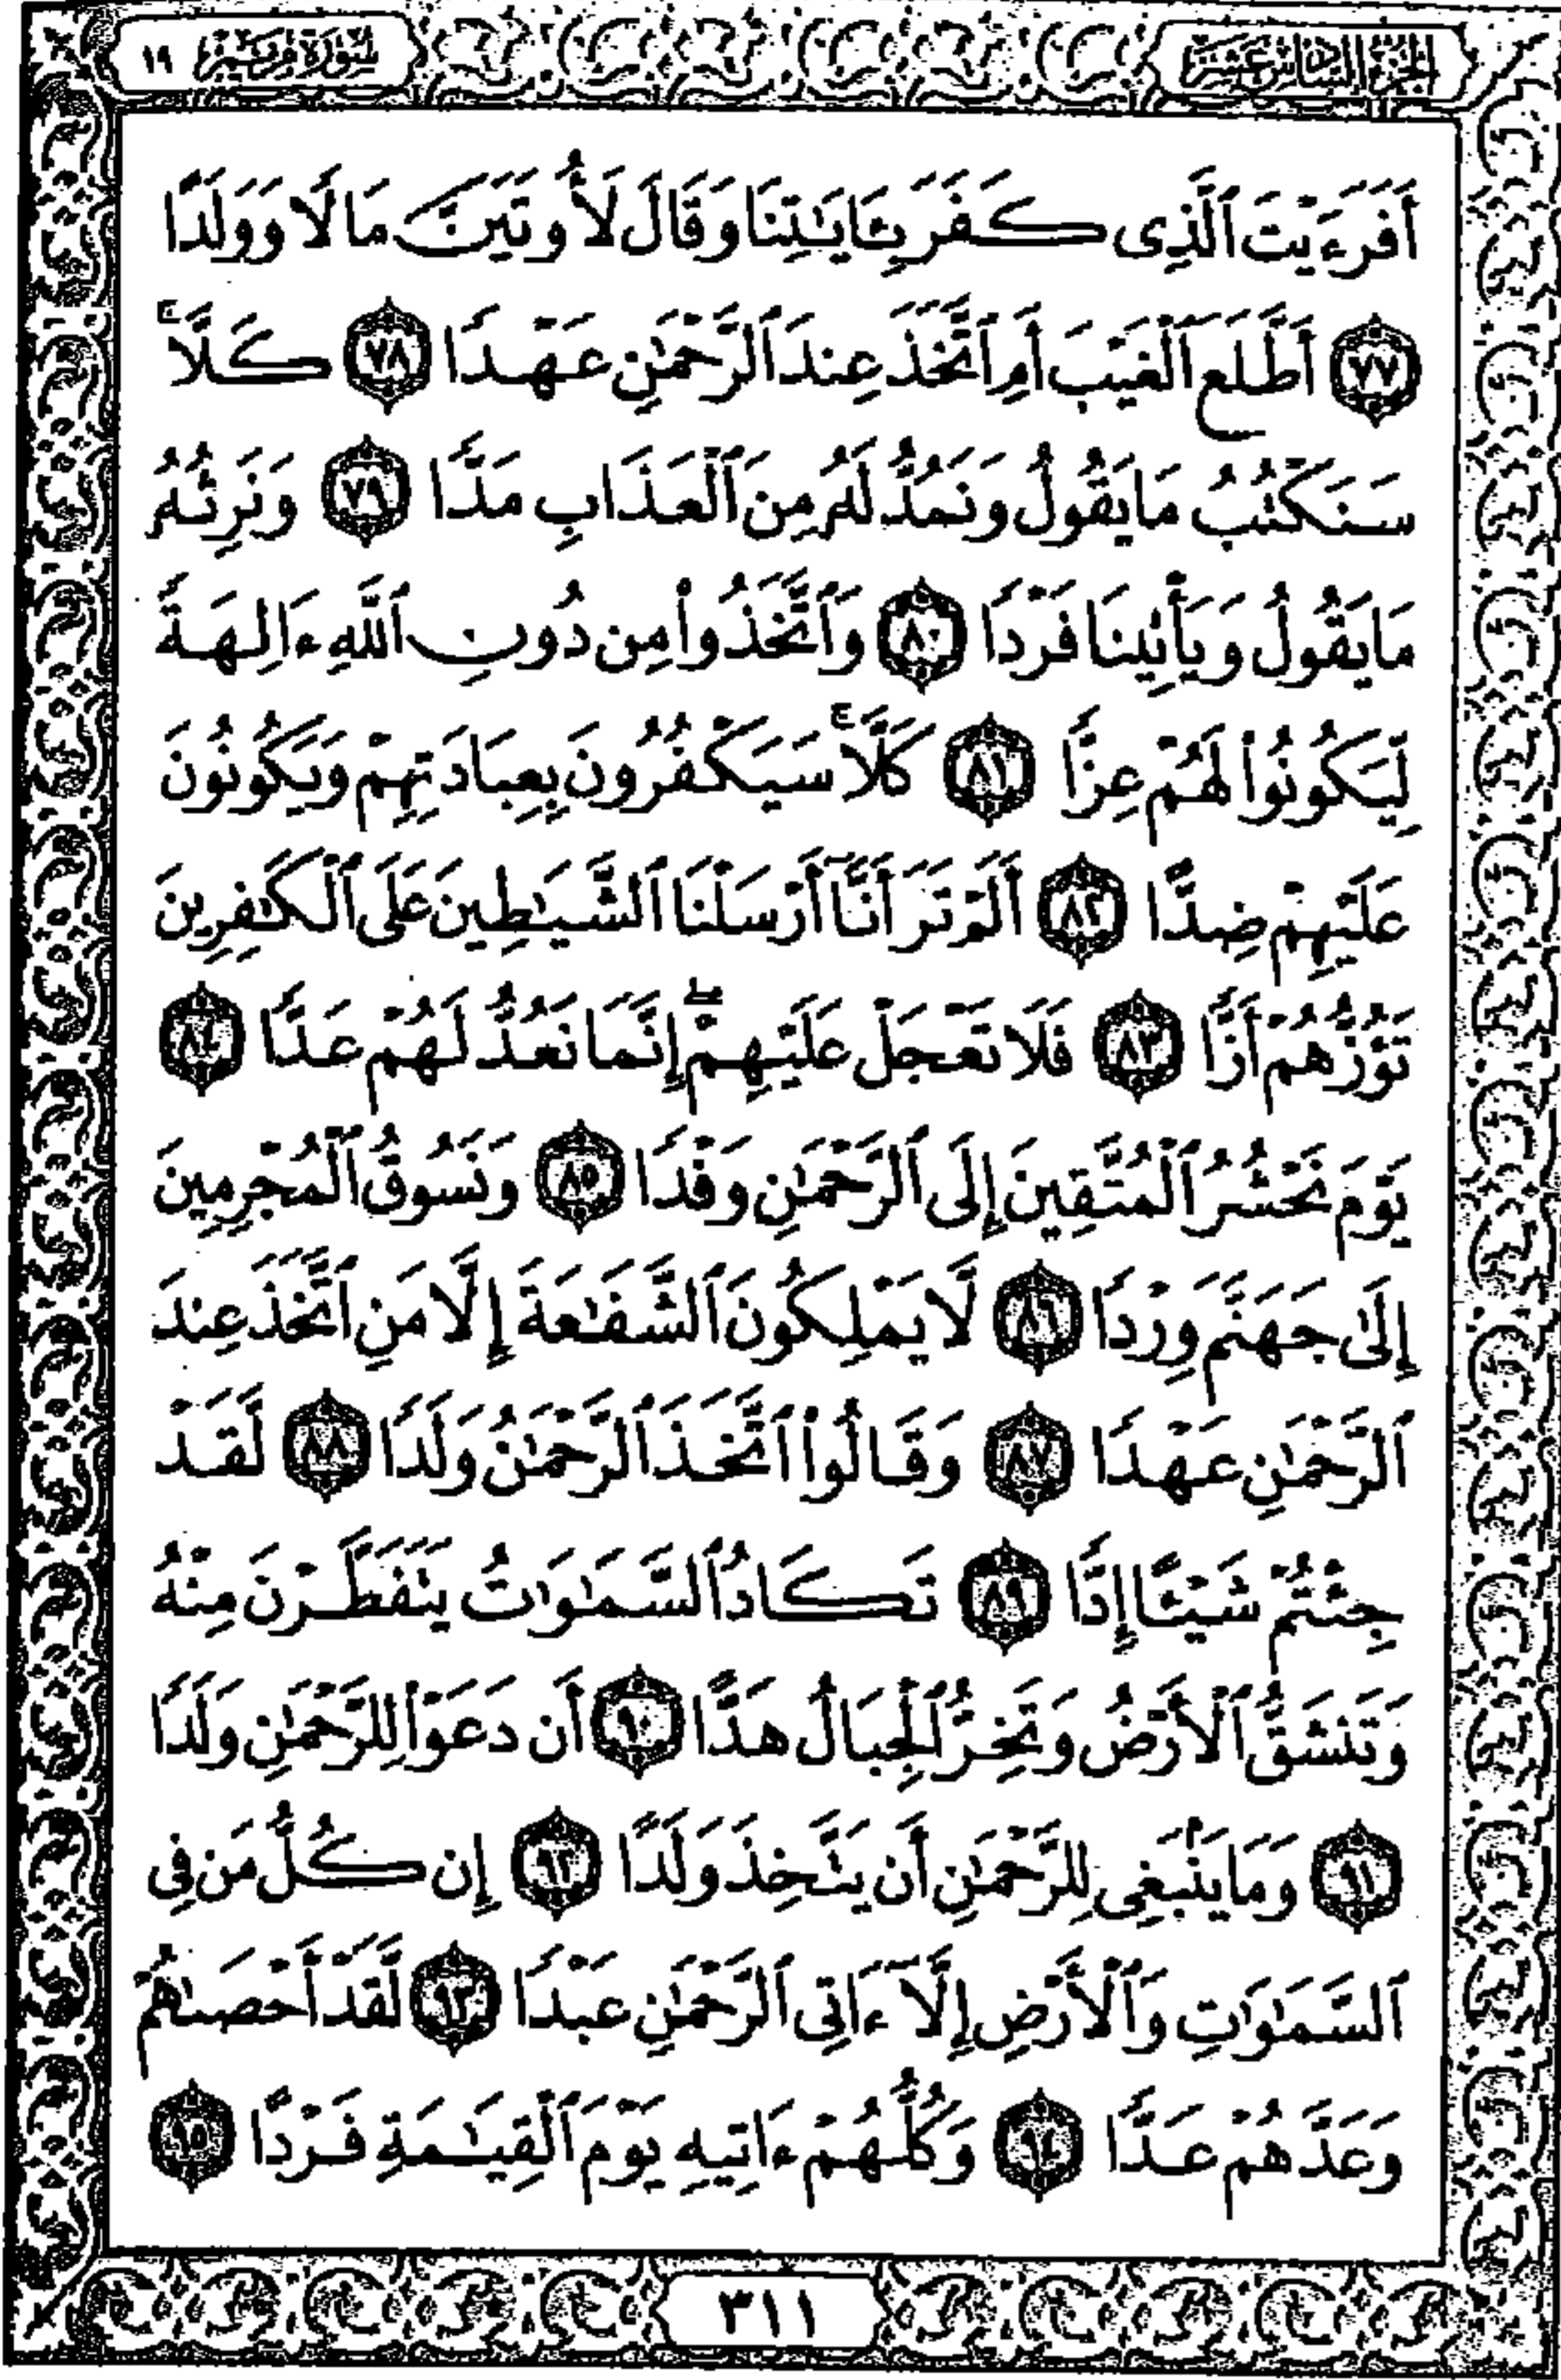 الجزء السادس عشر
سورة مريم ١٩
أَفَرَءَيْتَ ٱلَّذِى كَفَرَ بِـَٔايَـٰتِنَا وَقَالَ لَأُوتَيَنَّ مَالًا وَوَلَدًا
٧٧ أَطَّلَعَ ٱلْغَيْبَ أَمِ ٱتَّخَذَ عِندَ ٱلرَّحْمَـٰنِ عَهْدًا ٧٨ كَلَّا ۚ
سَنَكْتُبُ مَا يَقُولُ وَنَمُدُّ لَهُۥ مِنَ ٱلْعَذَابِ مَدًّا ٧٩ وَنَرِثُهُۥ
مَا يَقُولُ وَيَأْتِينَا فَرْدًا ٨٠ وَٱتَّخَذُوا۟ مِن دُونِ ٱللَّهِ ءَالِهَةً
لِّيَكُونُوا۟ لَهُمْ عِزًّا ٨١ كَلَّا ۚ سَيَكْفُرُونَ بِعِبَادَتِهِمْ وَيَكُونُونَ
عَلَيْهِمْ ضِدًّا ٨٢ أَلَمْ تَرَ أَنَّآ أَرْسَلْنَا ٱلشَّيَـٰطِينَ عَلَى ٱلْكَـٰفِرِينَ
تَؤُزُّهُمْ أَزًّا ٨٣ فَلَا تَعْجَلْ عَلَيْهِمْ ۖ إِنَّمَا نَعُدُّ لَهُمْ عَدًّا ٨٤
يَوْمَ نَحْشُرُ ٱلْمُتَّقِينَ إِلَى ٱلرَّحْمَـٰنِ وَفْدًا ٨٥ وَنَسُوقُ ٱلْمُجْرِمِينَ
إِلَىٰ جَهَنَّمَ وِرْدًا ٨٦ لَّا يَمْلِكُونَ ٱلشَّفَـٰعَةَ إِلَّا مَنِ ٱتَّخَذَ عِندَ
ٱلرَّحْمَـٰنِ عَهْدًا ٨٧ وَقَالُوا۟ ٱتَّخَذَ ٱلرَّحْمَـٰنُ وَلَدًا ٨٨ لَّقَدْ
جِئْتُمْ شَيْـًٔا إِدًّا ٨٩ تَكَادُ ٱلسَّمَـٰوَٰتُ يَتَفَطَّرْنَ مِنْهُ
وَتَنشَقُّ ٱلْأَرْضُ وَتَخِرُّ ٱلْجِبَالُ هَدًّا ٩٠ أَن دَعَوْا۟ لِلرَّحْمَـٰنِ وَلَدًا
٩١ وَمَا يَنۢبَغِى لِلرَّحْمَـٰنِ أَن يَتَّخِذَ وَلَدًا ٩٢ إِن كُلُّ مَن فِى
ٱلسَّمَـٰوَٰتِ وَٱلْأَرْضِ إِلَّآ ءَاتِى ٱلرَّحْمَـٰنِ عَبْدًا ٩٣ لَّقَدْ أَحْصَىٰهُمْ
وَعَدَّهُمْ عَدًّا ٩٤ وَكُلُّهُمْ ءَاتِيهِ يَوْمَ ٱلْقِيَـٰمَةِ فَرْدًا ٩٥
٣١١